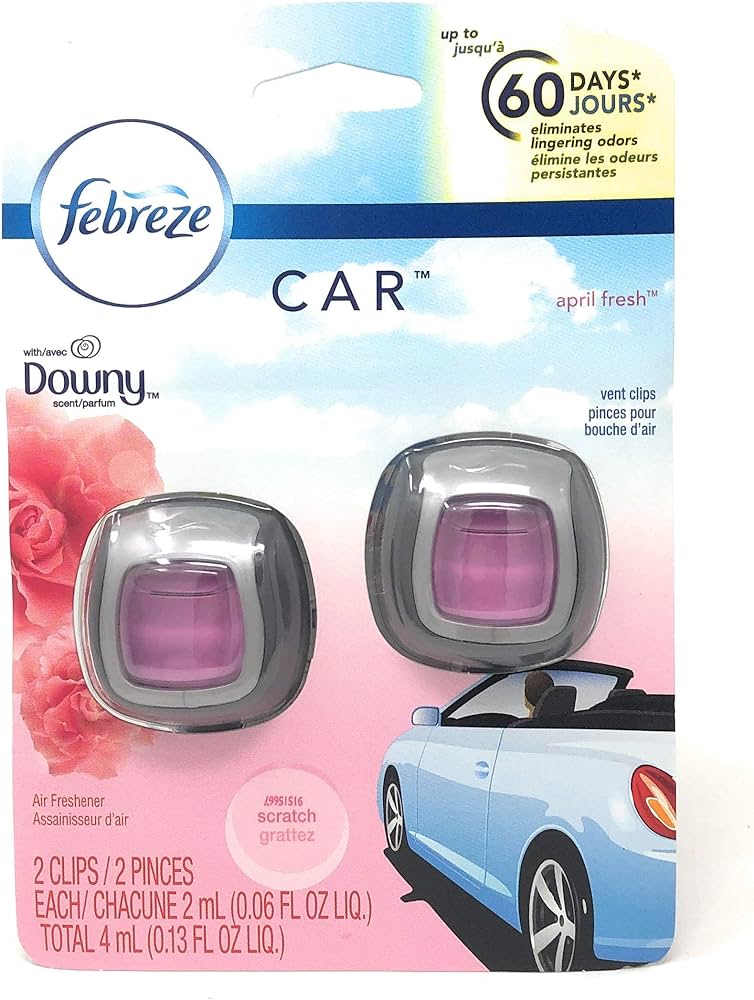 up to
jusqu'à
60 DAYS*
JOURS*
eliminates
lingering odors
élimine les odeurs
persistantes
febreze
CAR™
april fresh™
with/avec
Downy™
scent/parfum
vent clips
pinces pour
bouche d'air
Air Freshener
Assainisseur d'air
scratch
grattez
2 CLIPS / 2 PINCES
EACH/ CHACUNE 2 mL (0.06 FL OZ LIQ.)
TOTAL 4 mL (0.13 FL OZ LIQ.)